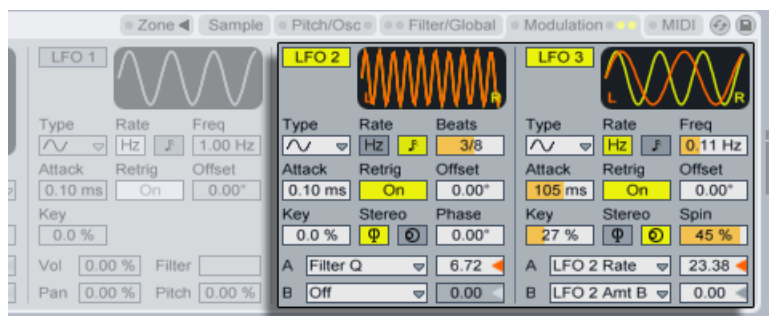 Zone Sample Pitch/Osc Filter/Global Modulation MIDI
LFO 1 LFO 2 L R LFO 3 L R
Type Rate Freq Type Rate Beats Type Rate Freq
Hz 1.00 Hz Hz 3/8 Hz 0.11 Hz
Attack Retrig Offset Attack Retrig Offset Attack Retrig Offset
0.10 ms On 0.00° 0.10 ms On 0.00° 105 ms On 0.00°
Key Key Stereo Phase Key Stereo Spin
0.0 % 0.0 % Φ 0.00° 27 % Φ 45 %
Vol 0.00 % Filter A Filter Q 6.72 A LFO 2 Rate 23.38
Pan 0.00 % Pitch 0.00 % B Off 0.00 B LFO 2 Amt B 0.00